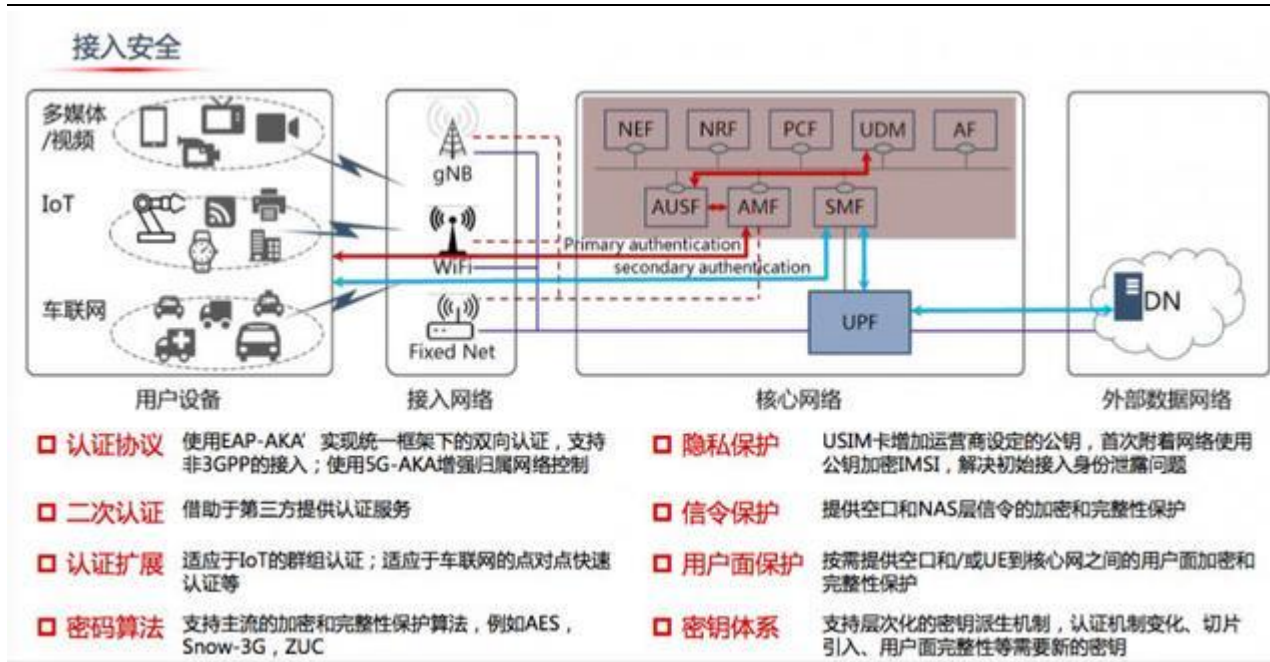 接入安全
多媒体
/视频
IoT
车联网
用户设备
gNB
WiFi
Fixed Net
接入网络
NEF NRF PCF UDM AF
AUSF AMF SMF
Primary authentication
secondary authentication
UPF
核心网络
DN
外部数据网络
认证协议 使用EAP-AKA’实现统一框架下的双向认证，支持
非3GPP的接入；使用5G-AKA增强归属网络控制
二次认证 借助于第三方提供认证服务
认证扩展 适应于IoT的群组认证；适应于车联网的点对点快速
认证等
密码算法 支持主流的加密和完整性保护算法，例如AES，
Snow-3G，ZUC
隐私保护 USIM卡增加运营商设定的公钥，首次附着网络使用
公钥加密IMSI，解决初始接入身份泄露问题
信令保护 提供空口和NAS层信令的加密和完整性保护
用户面保护 按需提供空口和/或UE到核心网之间的用户面加密和
完整性保护
密钥体系 支持层次化的密钥派生机制，认证机制变化、切片
引入、用户面完整性等需要新的密钥